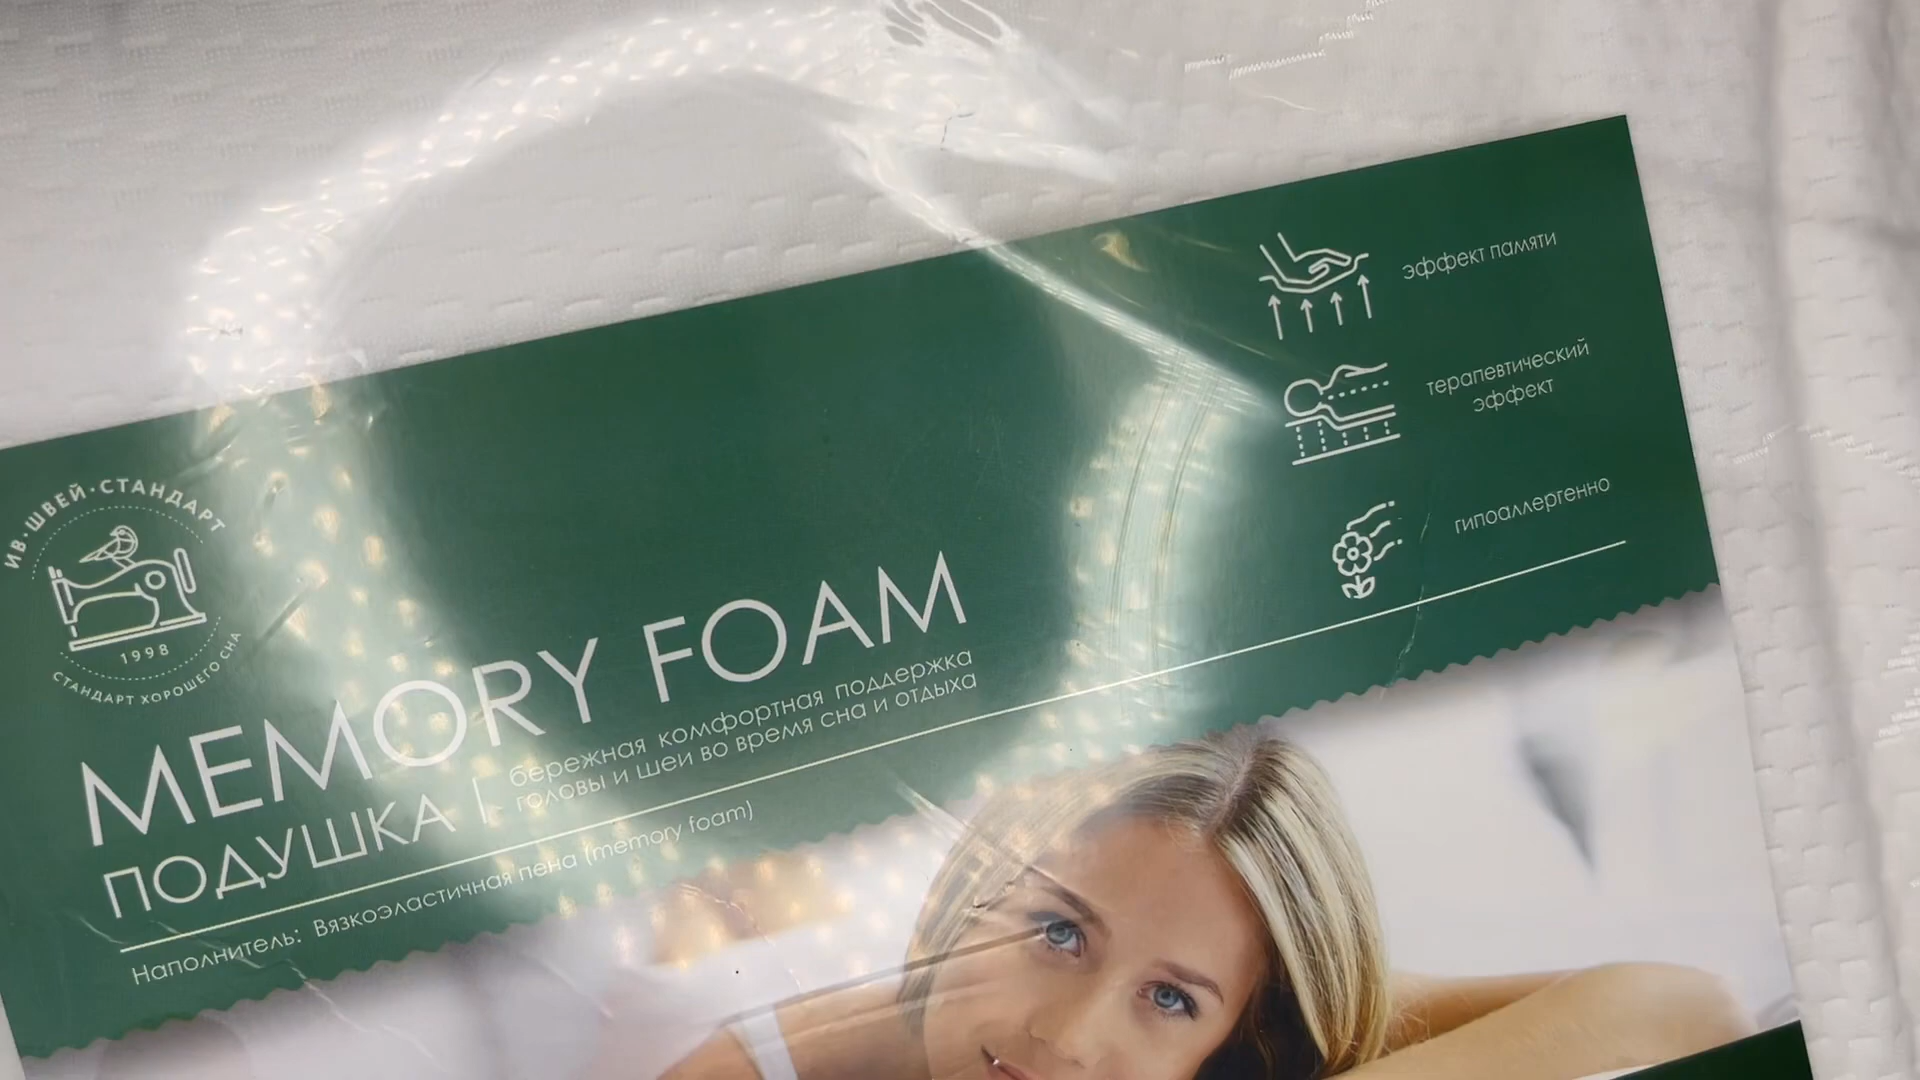 ИВ·ШВЕЙ·СТАНДАРТ
1998
СТАНДАРТ ХОРОШЕГО СНА
MEMORY FOAM
ПОДУШКА
бережная комфортная поддержка
головы и шеи во время сна и отдыха
Наполнитель: Вязкоэластичная пена (memory foam)
эффект памяти
терапевтический
эффект
гипоаллергенно